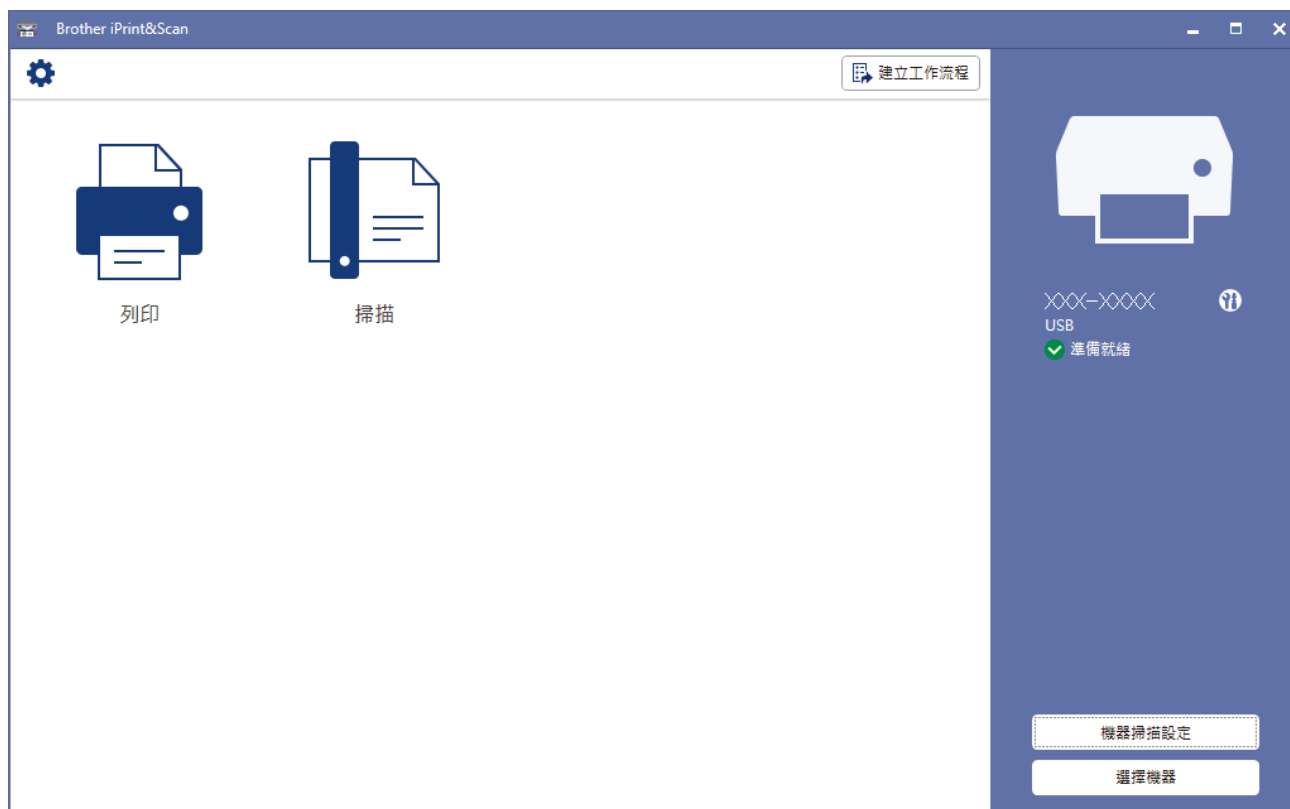 Brother iPrint&Scan
建立工作流程
列印
掃描
XXX-XXXX
USB
準備就緒
機器掃描設定
選擇機器